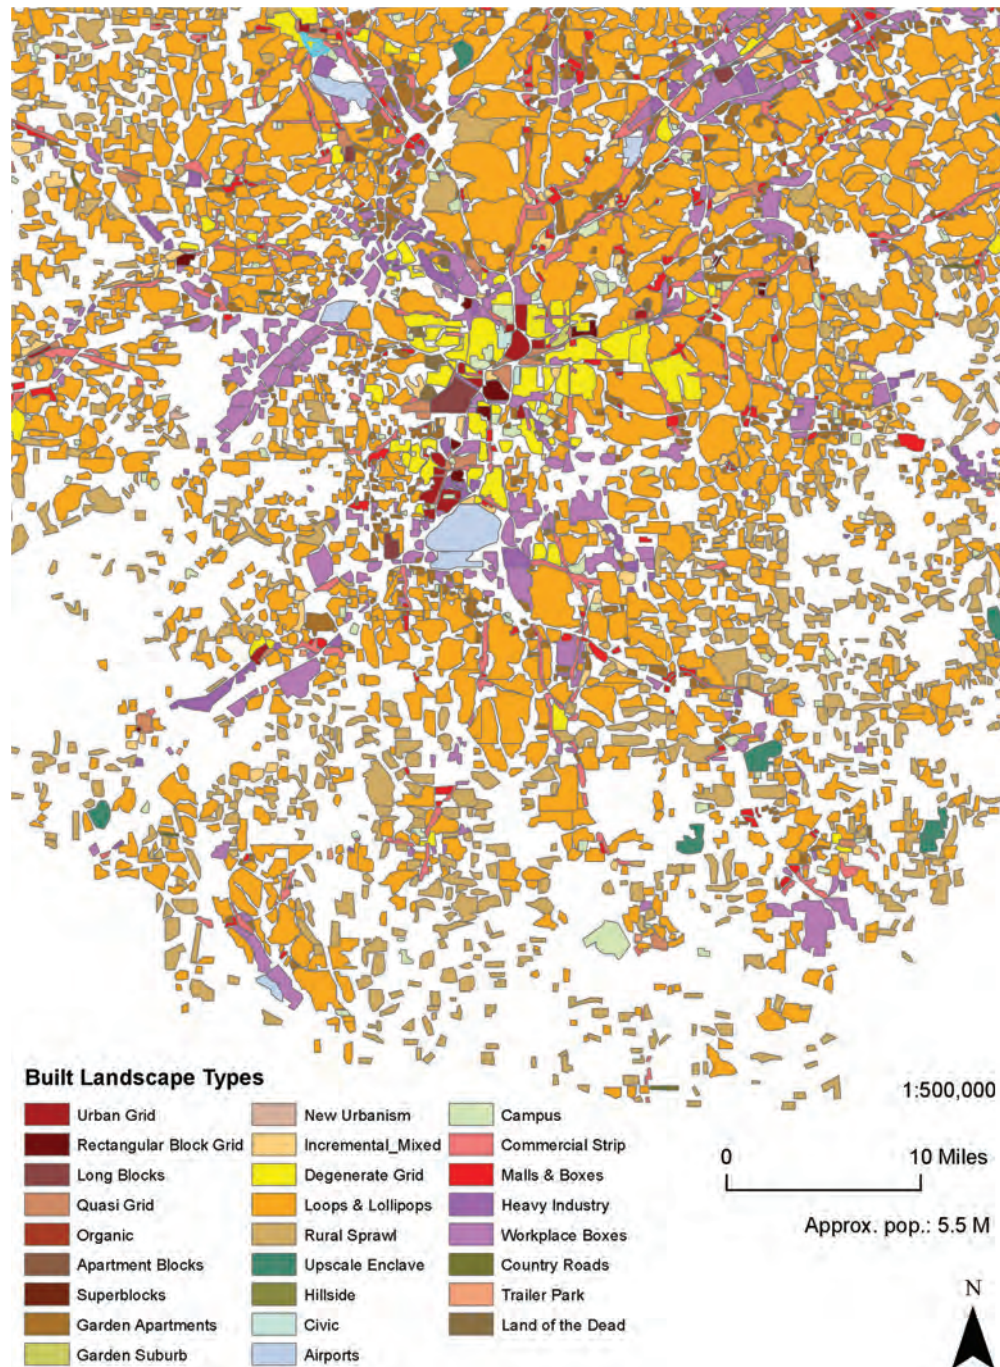 Built Landscape Types
Urban Grid
Rectangular Block Grid
Long Blocks
Quasi Grid
Organic
Apartment Blocks
Superblocks
Garden Apartments
Garden Suburb
New Urbanism
Incremental_Mixed
Degenerate Grid
Loops & Lollipops
Rural Sprawl
Upscale Enclave
Hillside
Civic
Airports
Campus
Commercial Strip
Malls & Boxes
Heavy Industry
Workplace Boxes
Country Roads
Trailer Park
Land of the Dead
1:500,000
0 10 Miles
Approx. pop.: 5.5 M
N